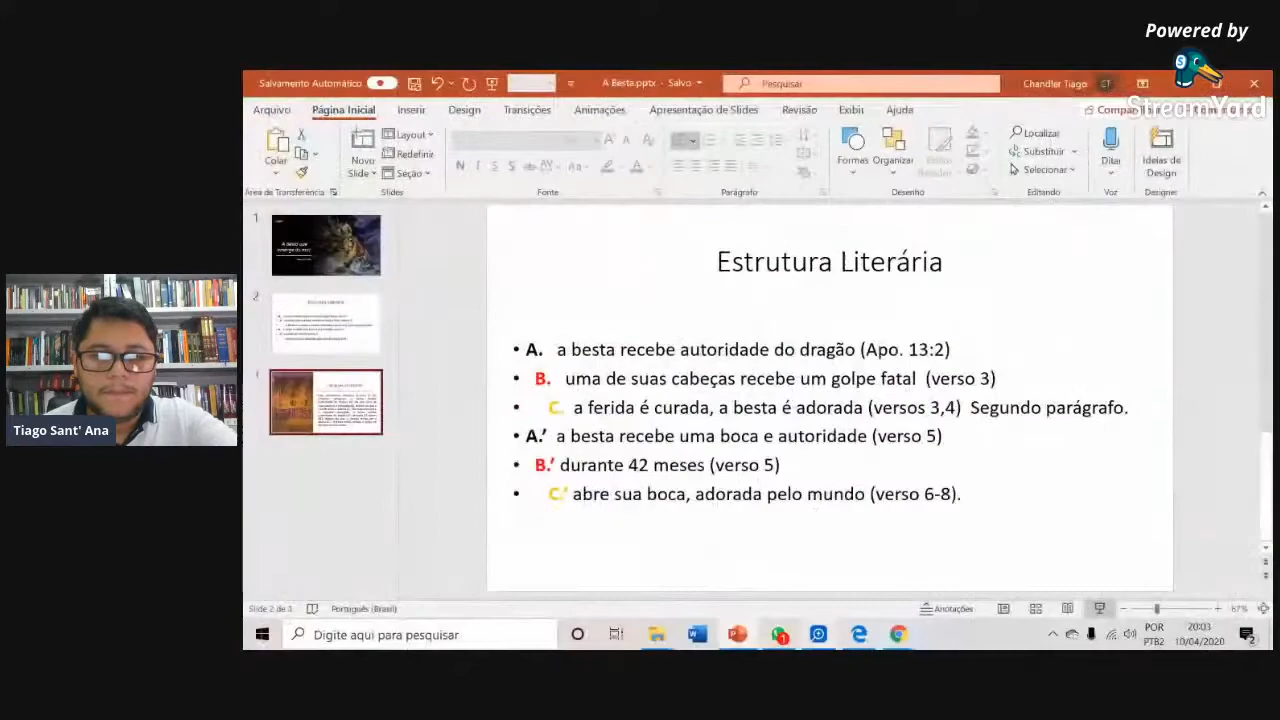 Powered by
StreamYard
Salvamento Automático
A Besta.pptx - Salvo
Pesquisar
Chandler Tiago
CT
Arquivo
Página Inicial
Inserir
Design
Transições
Animações
Apresentação de Slides
Revisão
Exibir
Ajuda
Colar
Novo
Slide
Layout
Redefinir
Seção
Formas
Organizar
Localizar
Substituir
Selecionar
Ditar
Ideias de
Design
Área de Transferência
Slides
Fonte
Parágrafo
Desenho
Editando
Voz
Designer
1
2
Estrutura Literária
• A. a besta recebe autoridade do dragão (Apo. 13:2)
• B. uma de suas cabeças recebe um golpe fatal (verso 3)
C. a ferida é curada, a besta é adorada (versos 3,4) Segundo parágrafo.
• A.’ a besta recebe uma boca e autoridade (verso 5)
• B.’ durante 42 meses (verso 5)
• C.’ abre sua boca, adorada pelo mundo (verso 6-8).
Tiago Sant' Ana
Português (Brasil)
Anotações
67%
Digite aqui para pesquisar
POR
PTB2
20:03
10/04/2020